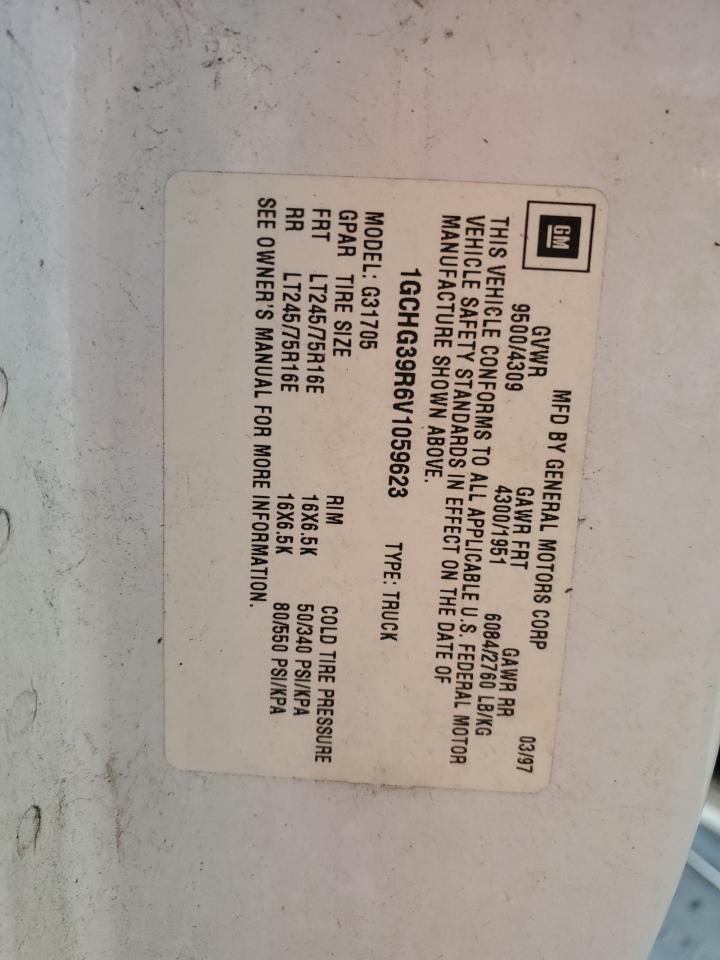 GM
MFD BY GENERAL MOTORS CORP 03/97
GVWR GAWR FRT GAWR RR
9500/4309 4300/1951 6084/2760 LB/KG
THIS VEHICLE CONFORMS TO ALL APPLICABLE U.S. FEDERAL MOTOR
VEHICLE SAFETY STANDARDS IN EFFECT ON THE DATE OF
MANUFACTURE SHOWN ABOVE.
1GCHG39R6V1059623 TYPE: TRUCK
MODEL: G31705
GPAR TIRE SIZE RIM COLD TIRE PRESSURE
FRT LT245/75R16E 16X6.5K 50/340 PSI/KPA
RR LT245/75R16E 16X6.5K 80/550 PSI/KPA
SEE OWNER'S MANUAL FOR MORE INFORMATION.